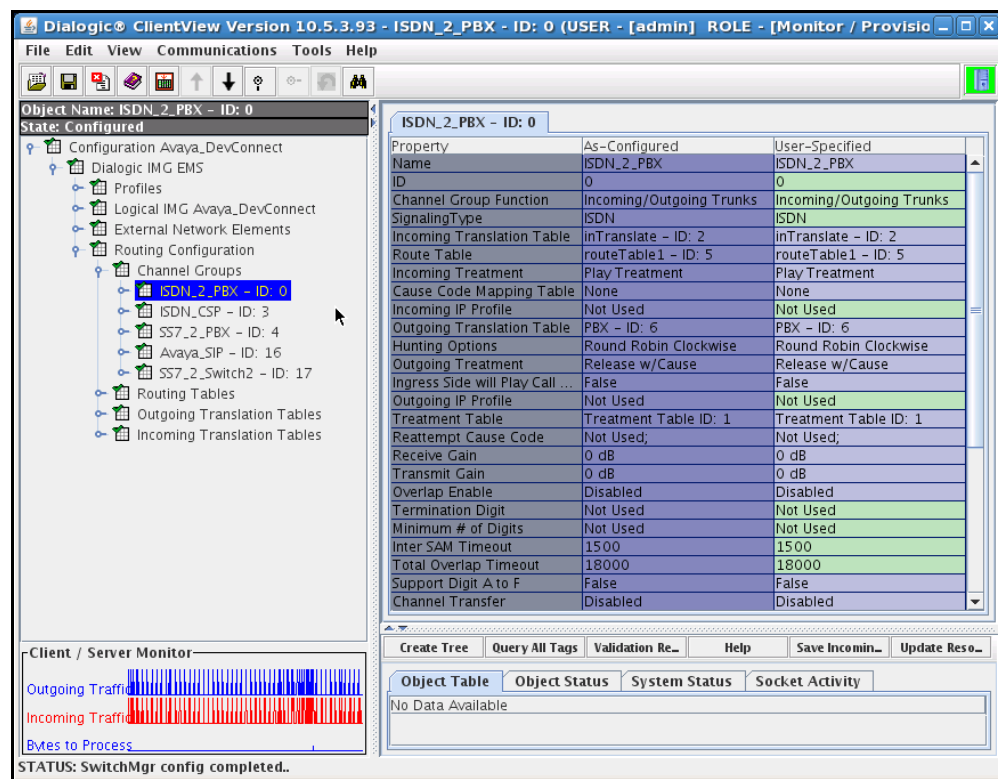 Dialogic® ClientView Version 10.5.3.93 - ISDN_2_PBX - ID: 0 (USER - [admin] ROLE - [Monitor / Provisio
File Edit View Communications Tools Help
Object Name: ISDN_2_PBX - ID: 0
State: Configured
Configuration Avaya_DevConnect
Dialogic IMG EMS
Profiles
Logical IMG Avaya_DevConnect
External Network Elements
Routing Configuration
Channel Groups
ISDN_2_PBX - ID: 0
ISDN_CSP - ID: 3
SS7_2_PBX - ID: 4
Avaya_SIP - ID: 16
SS7_2_Switch2 - ID: 17
Routing Tables
Outgoing Translation Tables
Incoming Translation Tables
Client / Server Monitor
Outgoing Traffic
Incoming Traffic
Bytes to Process
ISDN_2_PBX - ID: 0
Property As-Configured User-Specified
Name ISDN_2_PBX ISDN_2_PBX
ID 0 0
Channel Group Function Incoming/Outgoing Trunks Incoming/Outgoing Trunks
SignalingType ISDN ISDN
Incoming Translation Table inTranslate - ID: 2 inTranslate - ID: 2
Route Table routeTable1 - ID: 5 routeTable1 - ID: 5
Incoming Treatment Play Treatment Play Treatment
Cause Code Mapping Table None None
Incoming IP Profile Not Used Not Used
Outgoing Translation Table PBX - ID: 6 PBX - ID: 6
Hunting Options Round Robin Clockwise Round Robin Clockwise
Outgoing Treatment Release w/Cause Release w/Cause
Ingress Side will Play Call ... False False
Outgoing IP Profile Not Used Not Used
Treatment Table Treatment Table ID: 1 Treatment Table ID: 1
Reattempt Cause Code Not Used; Not Used;
Receive Gain 0 dB 0 dB
Transmit Gain 0 dB 0 dB
Overlap Enable Disabled Disabled
Termination Digit Not Used Not Used
Minimum # of Digits Not Used Not Used
Inter SAM Timeout 1500 1500
Total Overlap Timeout 18000 18000
Support Digit A to F False False
Channel Transfer Disabled Disabled
Create Tree Query All Tags Validation Re... Help Save Incomin... Update Reso...
Object Table Object Status System Status Socket Activity
No Data Available
STATUS: SwitchMgr config completed..